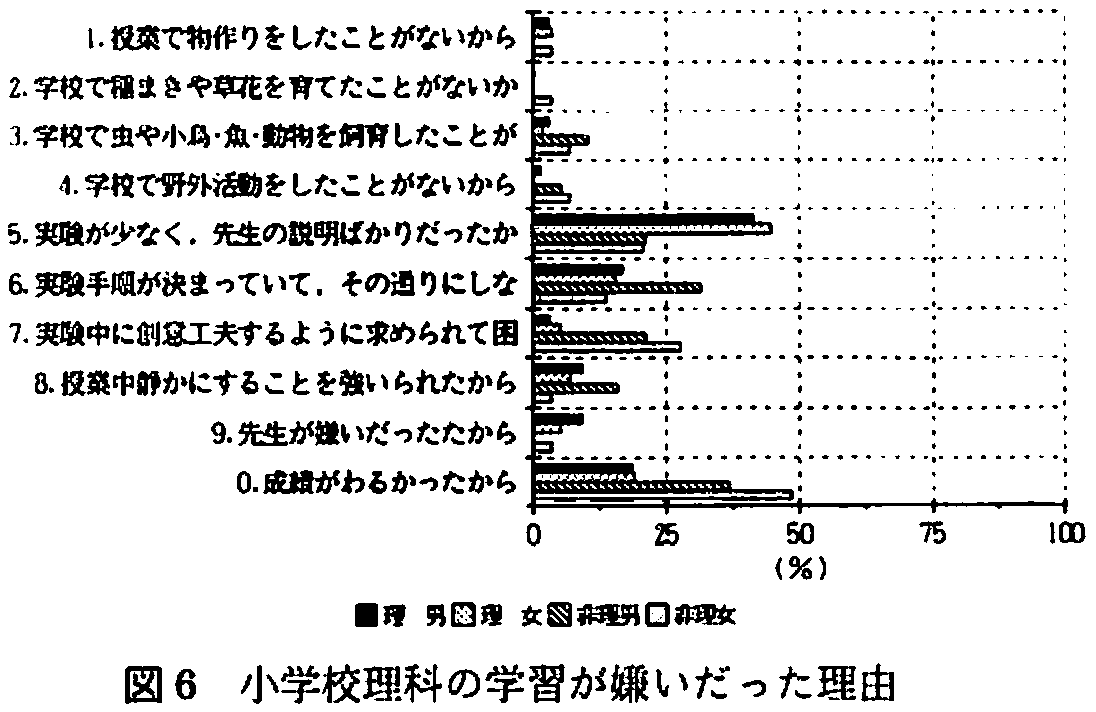 1.授業で物作りをしたことがないから
2. 学校で種まきや草花を育てたことがないか
3. 学校で虫や小鳥・魚・動物を飼育したことが
4. 学校で野外活動をしたことがないから
5. 実験が少なく，先生の説明ばかりだったか
6. 実験手順が決まっていて，その通りにしな
7. 実験中に創意工夫するように求められて困
8. 授業中静かにすることを強いられたから
9. 先生が嫌いだったたから
0. 成績がわるかったから
0 25 50 75 100
(%)
理 男 理 女 非理男 非理女
図6 小学校理科の学習が嫌いだった理由